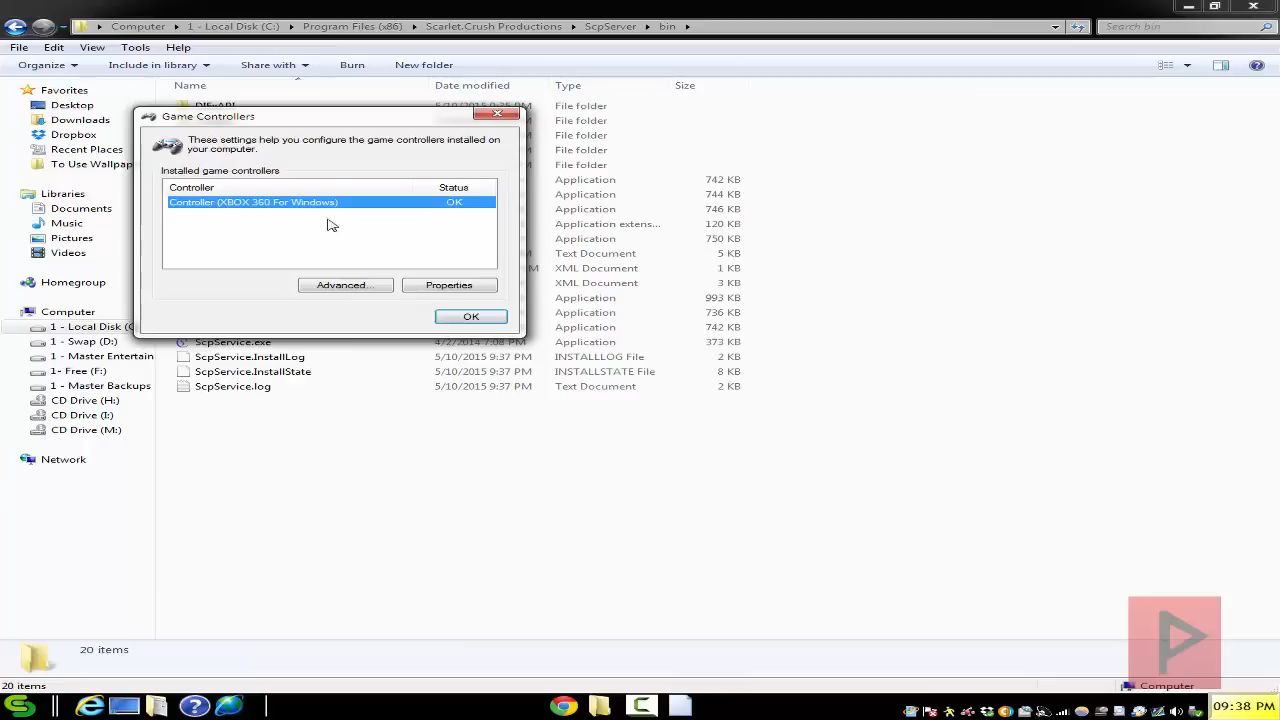 Computer ▸ 1 - Local Disk (C:) ▸ Program Files (x86) ▸ Scarlet.Crush Productions ▸ ScpServer ▸ bin ▸
Search bin
File Edit View Tools Help
Organize Include in library Share with Burn New folder
Name Date modified Type Size
Favorites
Desktop
Downloads
Dropbox
Recent Places
To Use Wallpap
Libraries
Documents
Music
Pictures
Videos
Homegroup
Computer
1 - Local Disk (C
1 - Swap (D:)
1 - Master Entertain
1- Free (F:)
1 - Master Backups
CD Drive (H:)
CD Drive (I:)
CD Drive (M:)
Network
Game Controllers
These settings help you configure the game controllers installed on
your computer.
Installed game controllers
Controller Status
Controller (XBOX 360 For Windows) OK
Advanced... Properties
OK
File folder
File folder
File folder
File folder
File folder
Application 742 KB
Application 744 KB
Application 746 KB
Application extens... 120 KB
Application 750 KB
Text Document 5 KB
XML Document 1 KB
XML Document 3 KB
Application 993 KB
Application 736 KB
Application 742 KB
ScpService.exe 4/2/2014 7:08 PM Application 373 KB
ScpService.InstallLog 5/10/2015 9:37 PM INSTALLLOG File 2 KB
ScpService.InstallState 5/10/2015 9:37 PM INSTALLSTATE File 8 KB
ScpService.log 5/10/2015 9:37 PM Text Document 2 KB
20 items
20 items
Computer
09:38 PM